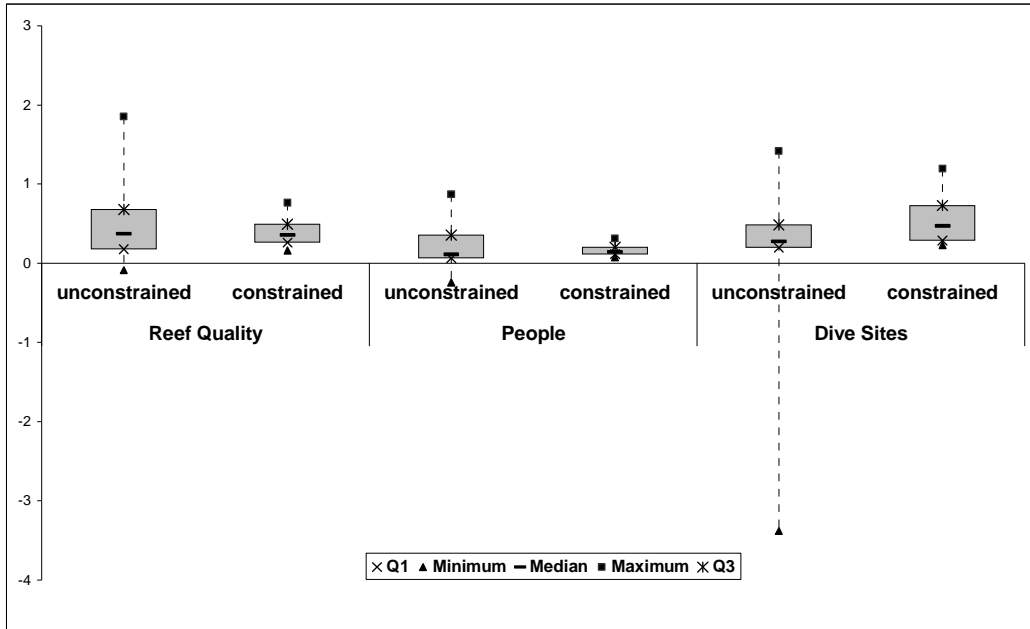 3
2
1
0
unconstrained constrained unconstrained constrained unconstrained constrained
Reef Quality People Dive Sites
-1
-2
-3
Q1 Minimum Median Maximum Q3
-4